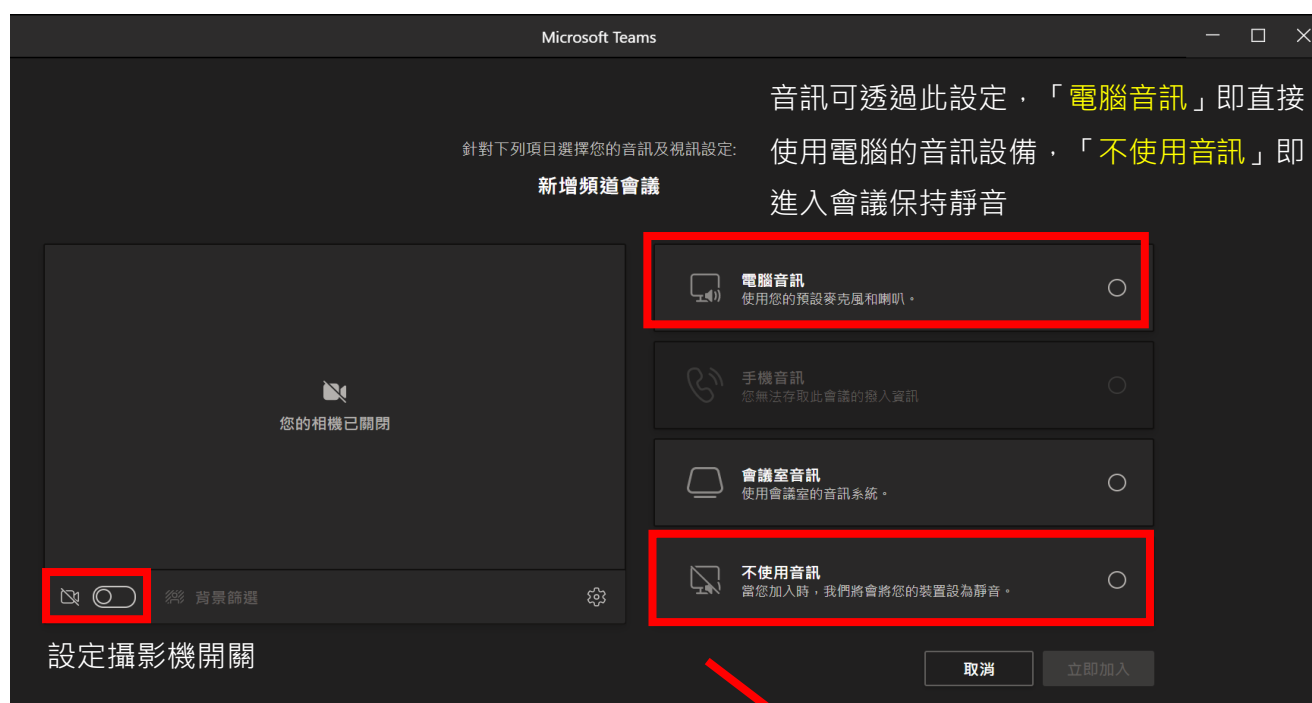 Microsoft Teams
音訊可透過此設定，「電腦音訊」即直接
使用電腦的音訊設備，「不使用音訊」即
進入會議保持靜音
針對下列項目選擇您的音訊及視訊設定:
新增頻道會議
您的相機已關閉
背景篩選
設定攝影機開關
電腦音訊
使用您的預設麥克風和喇叭。
手機音訊
您無法存取此會議的撥入資訊
會議室音訊
使用會議室的音訊系統。
不使用音訊
當您加入時，我們將會將您的裝置設為靜音。
取消
立即加入